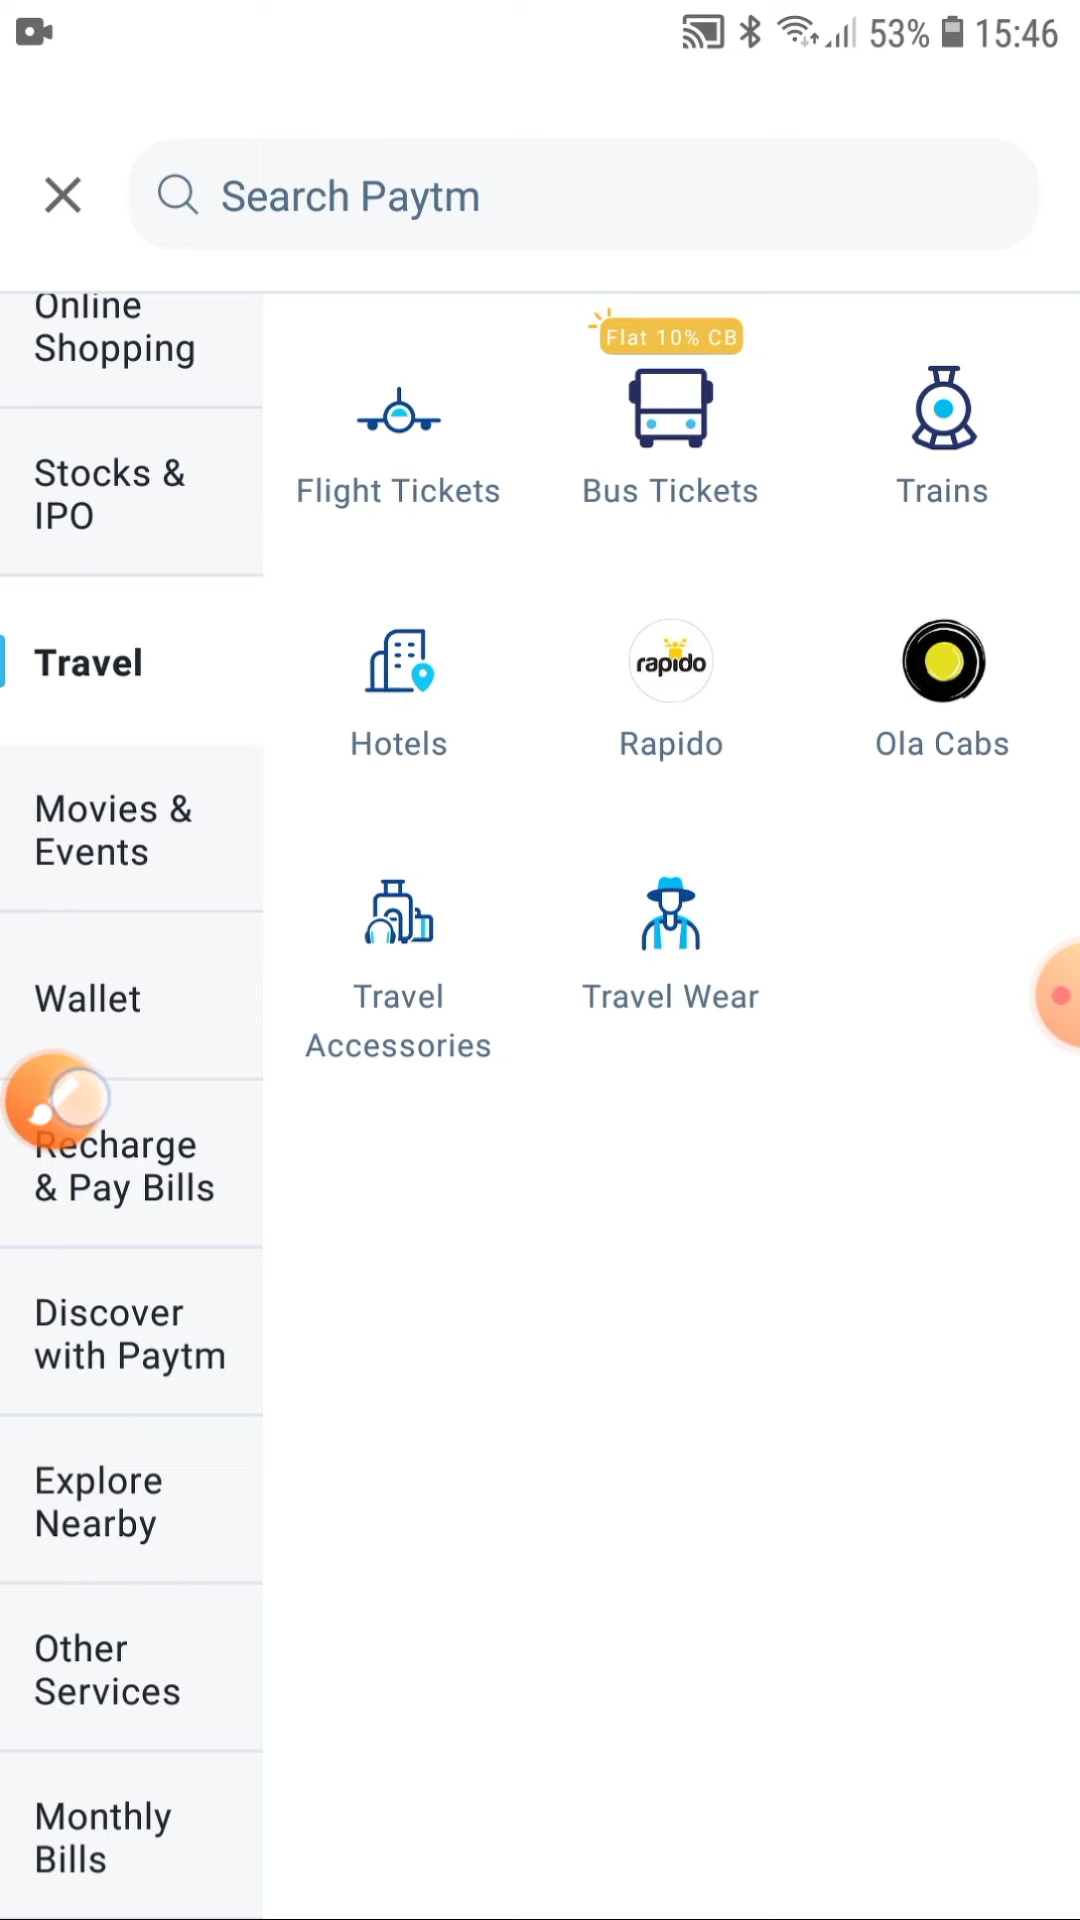 53% 15:46
Search Paytm
Online
Shopping
Stocks &
IPO
Travel
Movies &
Events
Wallet
Recharge
& Pay Bills
Discover
with Paytm
Explore
Nearby
Other
Services
Monthly
Bills
Flat 10% CB
Flight Tickets
Bus Tickets
Trains
rapido
Hotels
Rapido
Ola Cabs
Travel
Accessories
Travel Wear